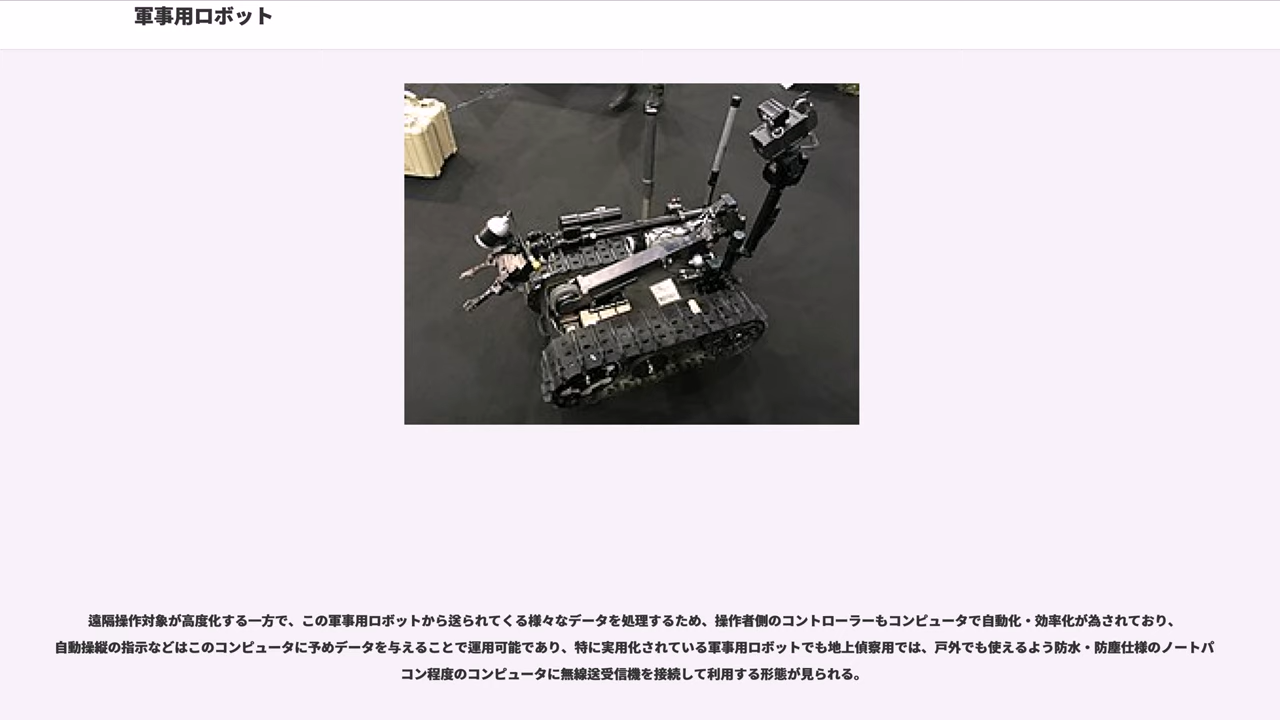 軍事用ロボット
遠隔操作対象が高度化する一方で、この軍事用ロボットから送られてくる様々なデータを処理するため、操作者側のコントローラーもコンピュータで自動化・効率化が為されており、
自動操縦の指示などはこのコンピュータに予めデータを与えることで運用可能であり、特に実用化されている軍事用ロボットでも地上偵察用では、戸外でも使えるよう防水・防塵仕様のノートパ
コン程度のコンピュータに無線送受信機を接続して利用する形態が見られる。